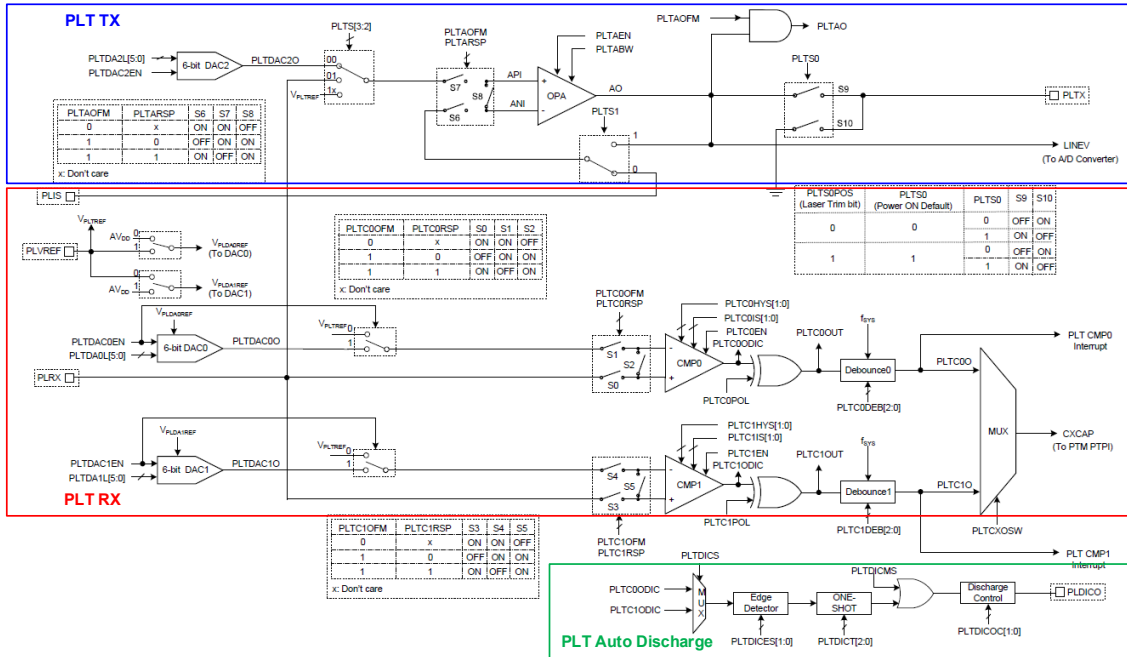 PLT TX
PLTDA2L[5:0]
PLTDAC2EN
6-bit DAC2
PLTDAC2O
PLTS[3:2]
00
01
1x
VPLTREF
PLTAOFM
PLTARSP
S7
S8
S6
API
ANI
+
-
OPA
PLTAEN
PLTABW
AO
PLTAOFM
PLTAO
PLTS1
1
0
PLTS0
S9
S10
PLTX
LINEV
(To A/D Converter)
PLTAOFM PLTARSP S6 S7 S8
0 x ON ON ON
1 0 OFF ON ON
1 1 ON OFF ON
x: Don't care
PLIS
PLVREF
VPLTREF
AVDD
0
1
VPLDA0REF
(To DAC0)
0
AVDD
1
VPLDA1REF
(To DAC1)
PLTC0OFM PLTC0RSP S0 S1 S2
0 x ON ON OFF
1 0 OFF ON ON
1 1 ON OFF ON
x: Don't care
PLTS0POS (Laser Trim bit) PLTS0 (Power ON Default) PLTS0 S9 S10
0 0 0 OFF ON
1 ON OFF
1 1 0 OFF ON
1 ON OFF
PLTDAC0EN
PLTDA0L[5:0]
VPLDA0REF
6-bit DAC0
PLTDAC0O
VPLTREF
0
1
PLTC0OFM
PLTC0RSP
S1
S2
S0
-
+
CMP0
PLTC0HYS[1:0]
PLTC0IS[1:0]
PLTC0EN
PLTC0ODIC
PLTC0POL
PLTC0OUT
fSYS
Debounce0
PLTC0DEB[2:0]
PLTC0O
PLT CMP0
Interrupt
PLRX
MUX
CXCAP
(To PTM PTPI)
PLTCXOSW
PLTDAC1EN
PLTDA1L[5:0]
VPLDA1REF
6-bit DAC1
PLTDAC1O
VPLTREF
0
1
S4
S5
S3
PLTC1OFM
PLTC1RSP
-
+
CMP1
PLTC1HYS[1:0]
PLTC1IS[1:0]
PLTC1EN
PLTC1ODIC
PLTC1POL
PLTC1OUT
fSYS
Debounce1
PLTC1DEB[2:0]
PLTC1O
PLT CMP1
Interrupt
PLT RX
PLTC1OFM PLTC1RSP S3 S4 S5
0 x ON ON OFF
1 0 OFF ON ON
1 1 ON OFF ON
x: Don't care
PLTDICS
PLTC0ODIC
PLTC1ODIC
MUX
Edge
Detector
PLTDICES[1:0]
ONE-
SHOT
PLTDICT[2:0]
PLTDICMS
Discharge
Control
PLTDICOC[1:0]
PLDICO
PLT Auto Discharge